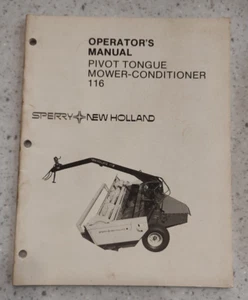 OPERATOR'S
MANUAL
PIVOT TONGUE
MOWER-CONDITIONER
116
SPERRY NEW HOLLAND